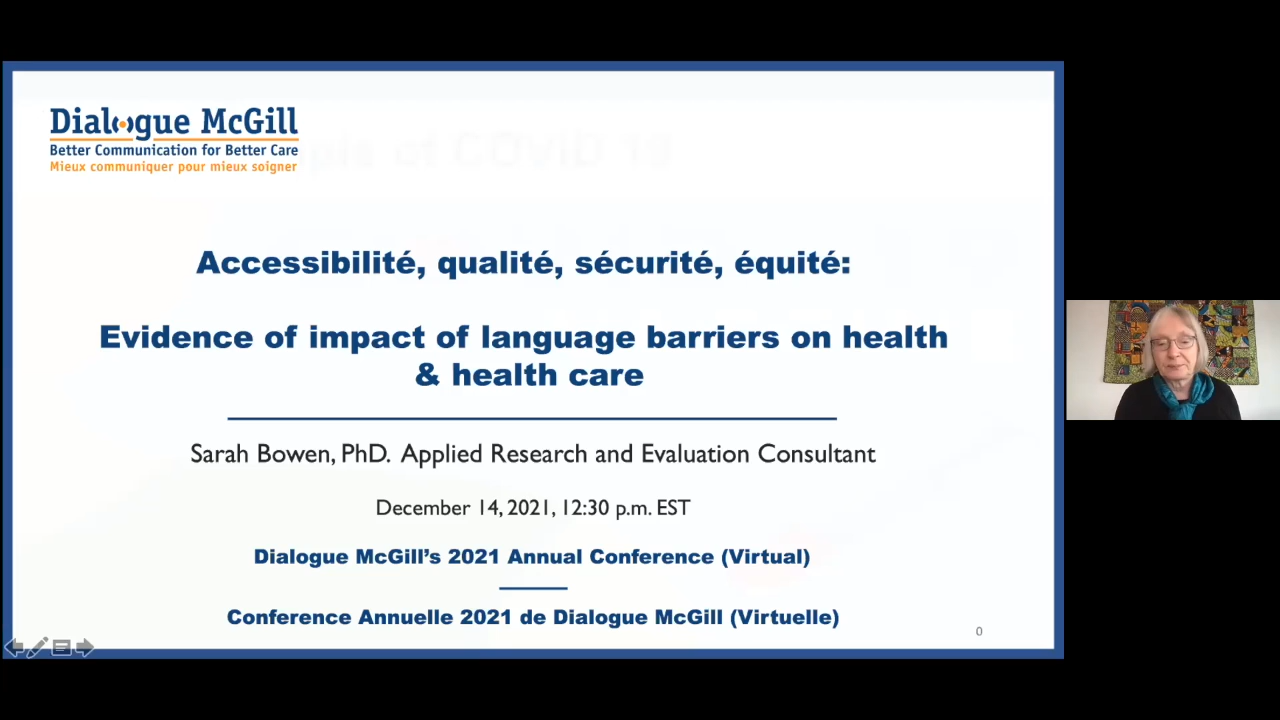 Dialogue McGill
Better Communication for Better Care
Mieux communiquer pour mieux soigner
Accessibilité, qualité, sécurité, équité:
Evidence of impact of language barriers on health
& health care
Sarah Bowen, PhD. Applied Research and Evaluation Consultant
December 14, 2021, 12:30 p.m. EST
Dialogue McGill's 2021 Annual Conference (Virtual)
Conference Annuelle 2021 de Dialogue McGill (Virtuelle)
0